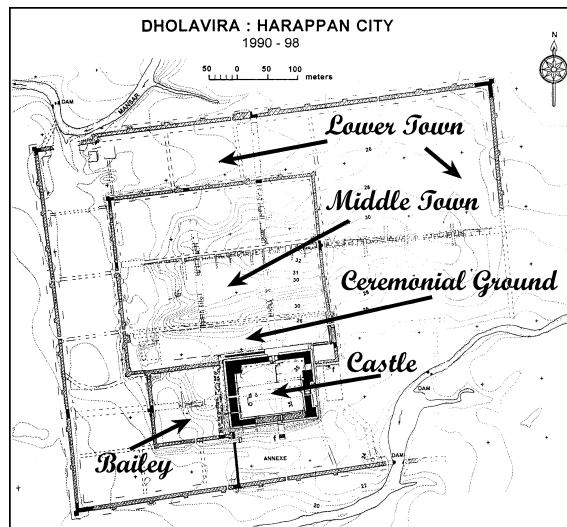 DHOLAVIRA : HARAPPAN CITY
1990 - 98
50 0 50 100
meters
N
DAM
MANSAR
Lower Town
Middle Town
Ceremonial Ground
Castle
DAM
Bailey
ANNEXE
DAM